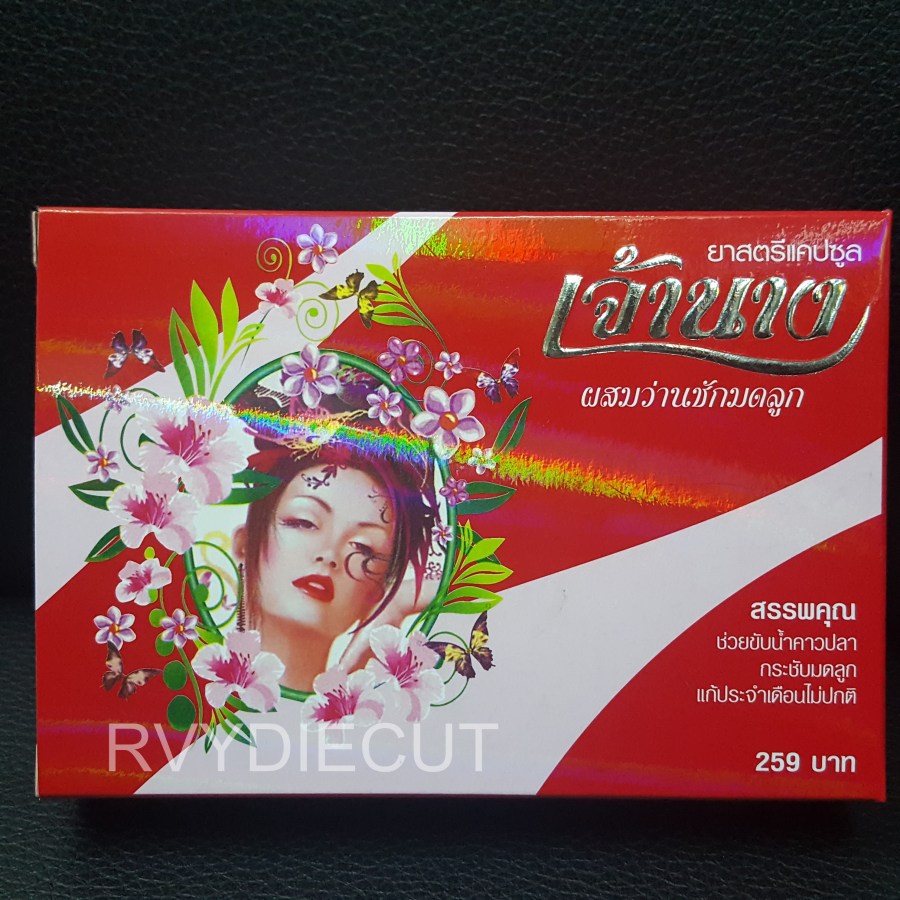 ยาสตรีแคปซูล
เจ้านาง
ผสมว่านชักมดลูก
สรรพคุณ
ช่วยขับน้ำคาวปลา
กระชับมดลูก
แก้ประจำเดือนไม่ปกติ
259 บาท
RVYDIECUT